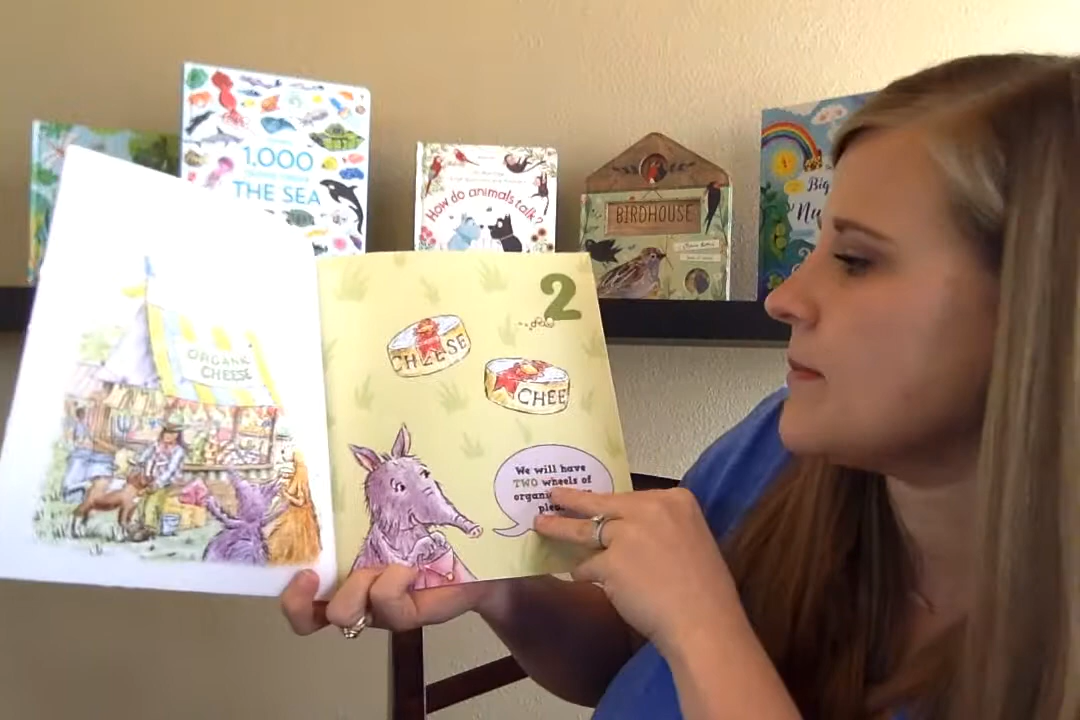 1,000
THE SEA
How do animals talk?
BIRDHOUSE
Big
Nu
ORGANIC
CHEESE
2
CHEESE
CHEE
We will have
TWO wheels of